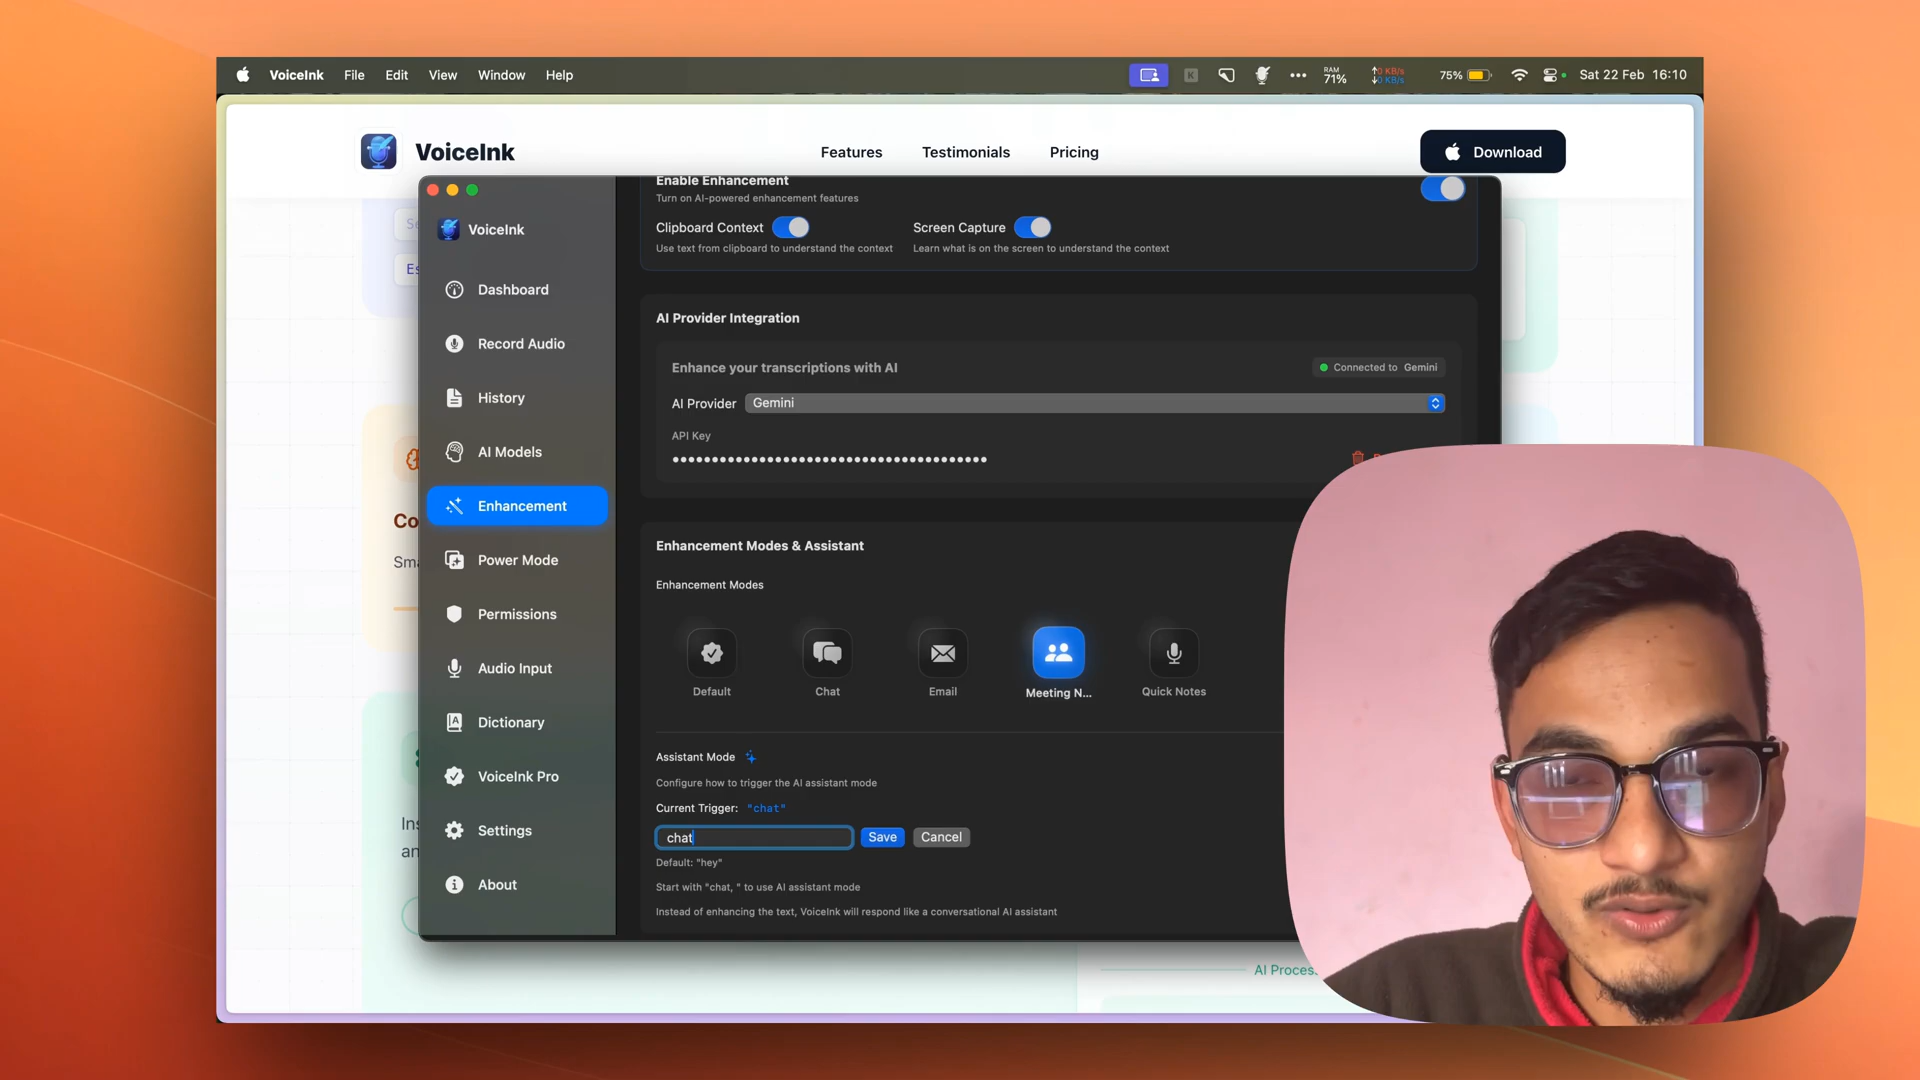 VoiceInk File Edit View Window Help
K RAM 71% 0 KB/s 0 KB/s 75% Sat 22 Feb 16:10
VoiceInk Features Testimonials Pricing Download
VoiceInk
Dashboard
Record Audio
History
AI Models
Enhancement
Power Mode
Permissions
Audio Input
Dictionary
VoiceInk Pro
Settings
About
Enable Enhancement
Turn on AI-powered enhancement features
Clipboard Context Screen Capture
Use text from clipboard to understand the context Learn what is on the screen to understand the context
AI Provider Integration
Enhance your transcriptions with AI Connected to Gemini
AI Provider Gemini
API Key
••••••••••••••••••••••••••••••••••••••••
Enhancement Modes & Assistant
Enhancement Modes
Default Chat Email Meeting N... Quick Notes
Assistant Mode
Configure how to trigger the AI assistant mode
Current Trigger: "chat"
chat Save Cancel
Default: "hey"
Start with "chat, " to use AI assistant mode
Instead of enhancing the text, VoiceInk will respond like a conversational AI assistant